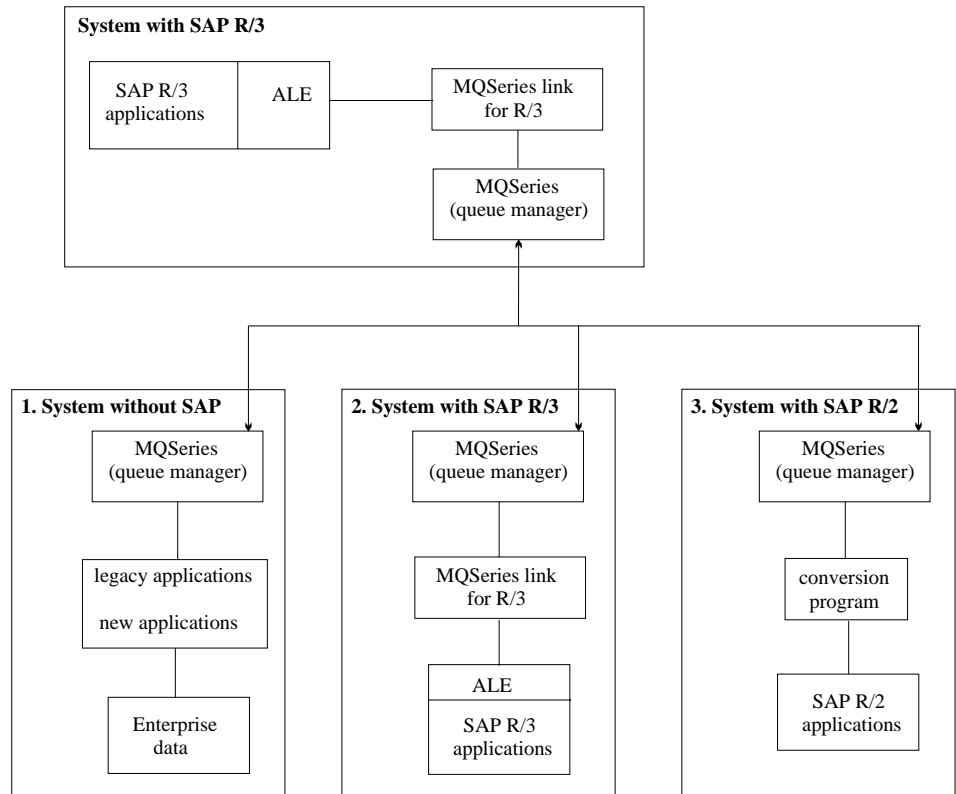 System with SAP R/3
SAP R/3
applications
ALE
MQSeries link
for R/3
MQSeries
(queue manager)
1. System without SAP
MQSeries
(queue manager)
legacy applications
new applications
Enterprise
data
2. System with SAP R/3
MQSeries
(queue manager)
MQSeries link
for R/3
ALE
SAP R/3
applications
3. System with SAP R/2
MQSeries
(queue manager)
conversion
program
SAP R/2
applications